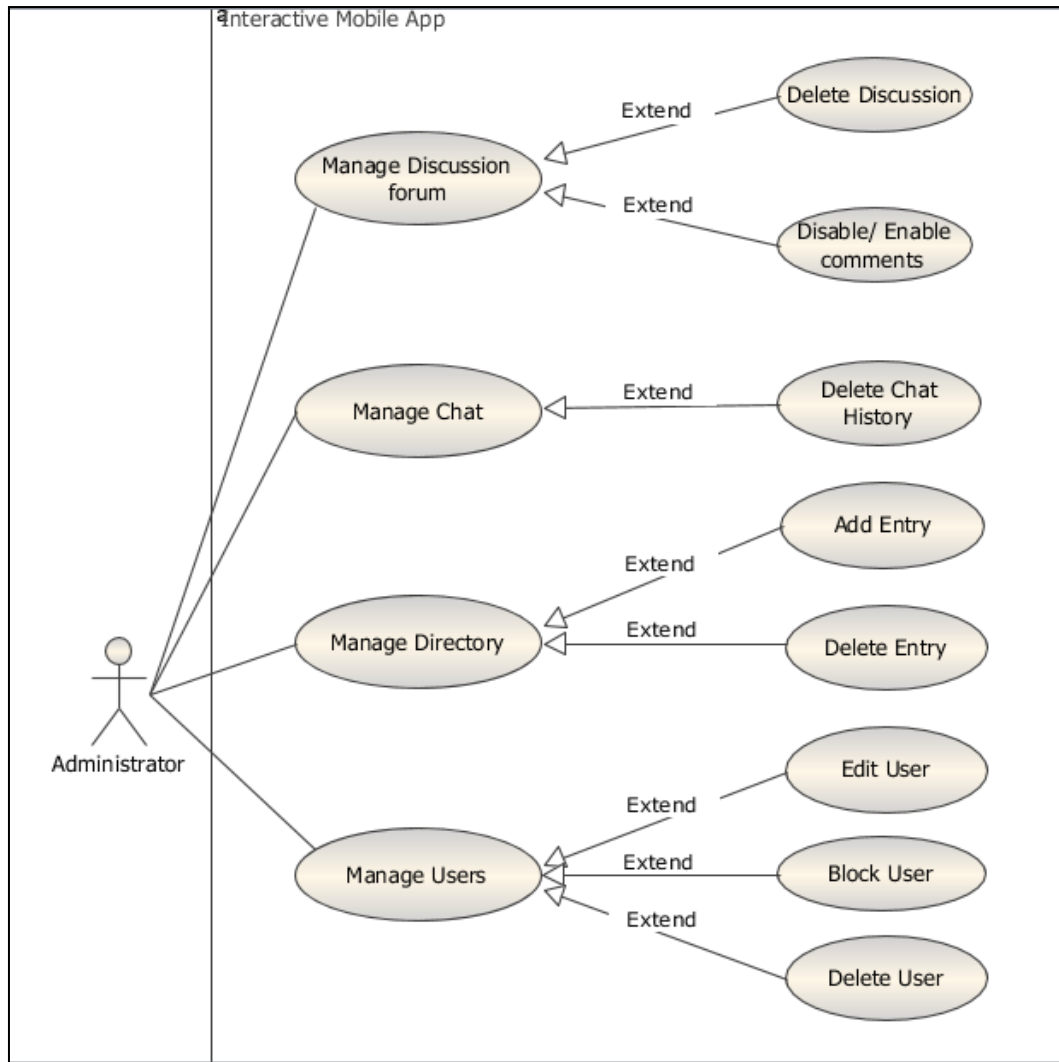 a
Interactive Mobile App
Delete Discussion
Extend
Manage Discussion
forum
Extend
Disable/ Enable
comments
Manage Chat
Extend
Delete Chat
History
Add Entry
Extend
Manage Directory
Extend
Delete Entry
Administrator
Edit User
Extend
Manage Users
Extend
Block User
Extend
Delete User